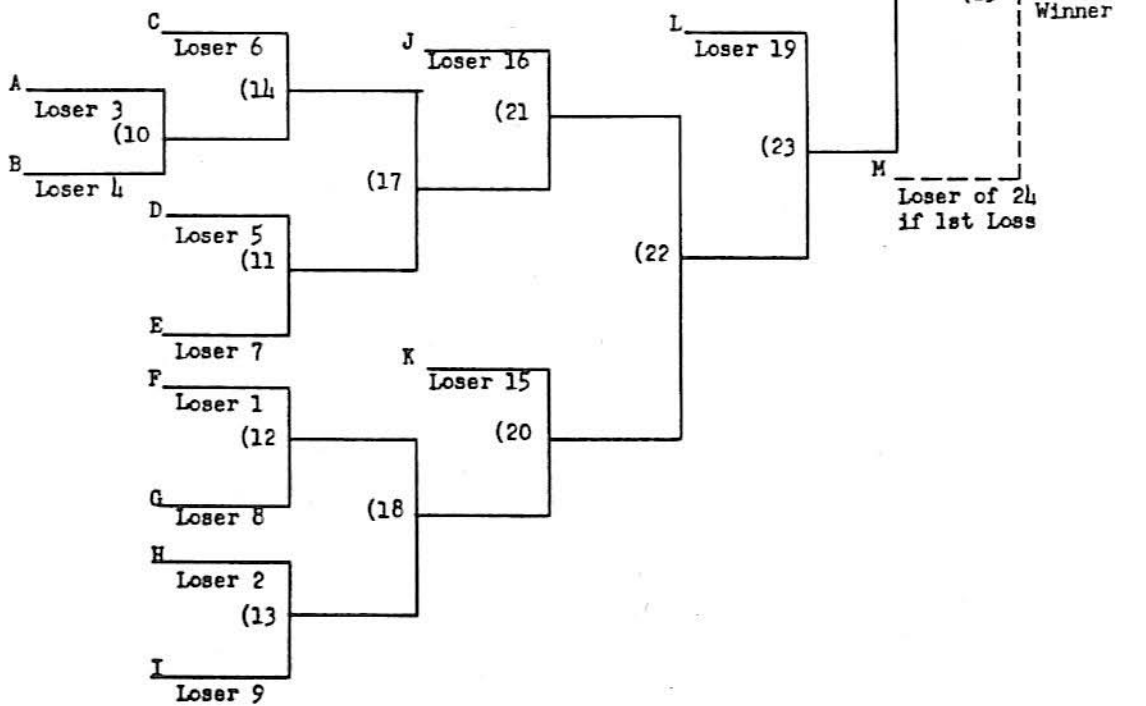 (25
Winner
C
Loser 6
J
Loser 16
L
Loser 19
A
Loser 3
(14
(21
(10
B
Loser 4
(17
(23
M
Loser of 24
if 1st Loss
D
Loser 5
(11
(22
E
Loser 7
K
Loser 15
F
Loser 1
(12
(20
G
Loser 8
(18
H
Loser 2
(13
I
Loser 9